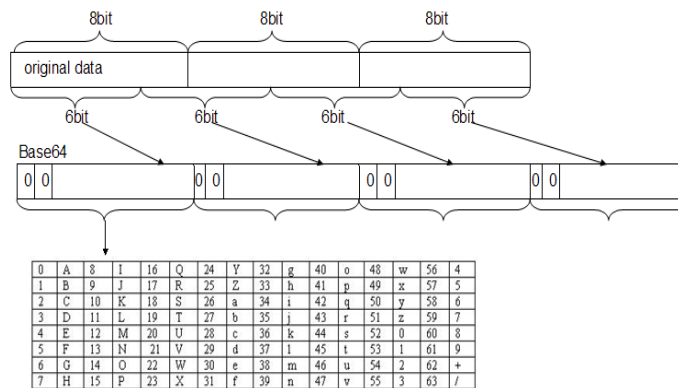 8bit 8bit 8bit
original data
6bit 6bit 6bit 6bit
Base64
0 0 0 0 0 0 0 0
0 A 8 I 16 Q 24 Y 32 g 40 o 48 w 56 4
1 B 9 J 17 R 25 Z 33 h 41 p 49 x 57 5
2 C 10 K 18 S 26 a 34 i 42 q 50 y 58 6
3 D 11 L 19 T 27 b 35 j 43 r 51 z 59 7
4 E 12 M 20 U 28 c 36 k 44 s 52 0 60 8
5 F 13 N 21 V 29 d 37 l 45 t 53 1 61 9
6 G 14 O 22 W 30 e 38 m 46 u 54 2 62 +
7 H 15 P 23 X 31 f 39 n 47 v 55 3 63 /